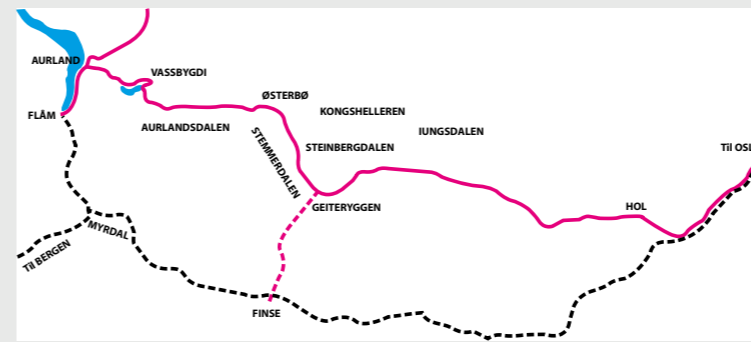 AURLAND
VASSBYGDI
ØSTERBØ
KONGSHELLEREN
FLÅM
AURLANDSDALEN
IUNGSDALEN
STEMMERDALEN
STEINBERGDALEN
Til OSL
GEITERYGGEN
HOL
MYRDAL
Til BERGEN
FINSE